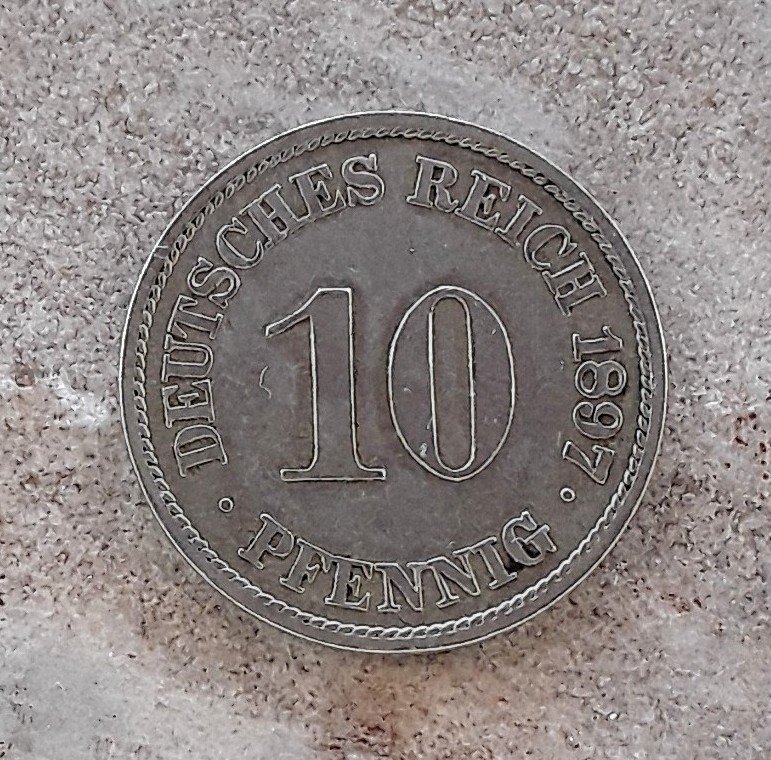 DEUTSCHES REICH 1897
10
PFENNIG